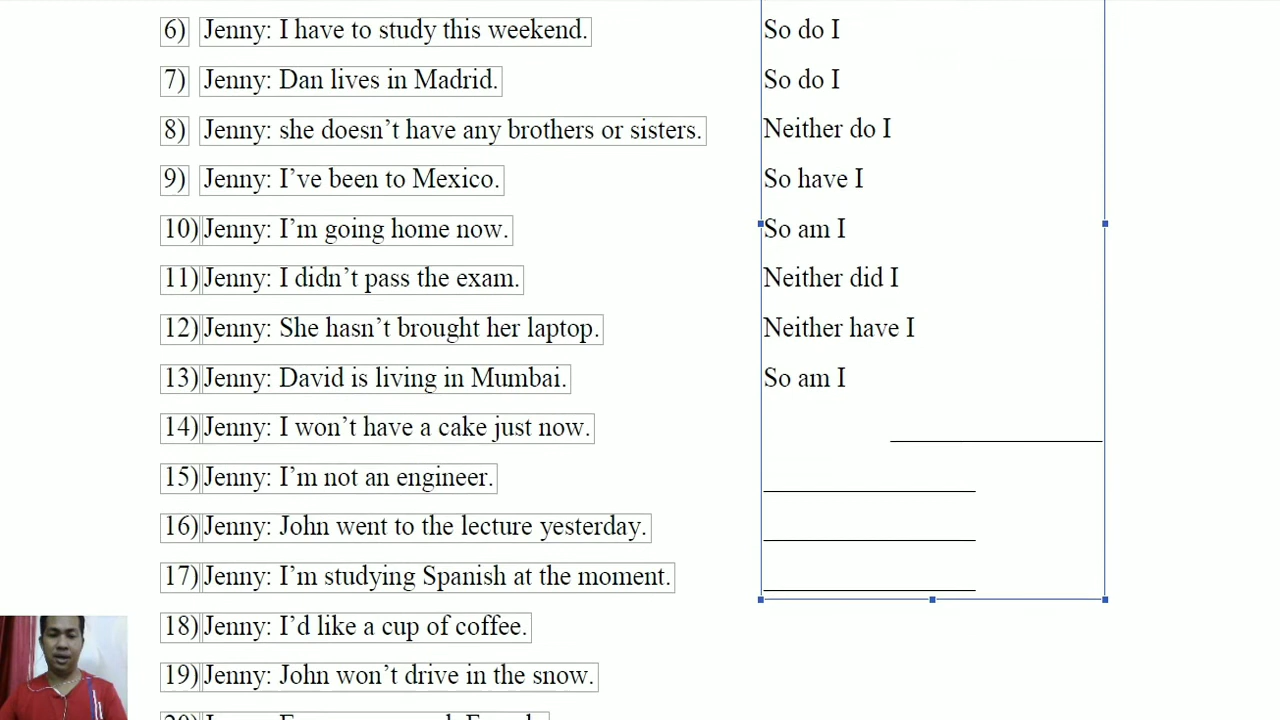 6) Jenny: I have to study this weekend. So do I
7) Jenny: Dan lives in Madrid. So do I
8) Jenny: she doesn’t have any brothers or sisters. Neither do I
9) Jenny: I’ve been to Mexico. So have I
10) Jenny: I’m going home now. So am I
11) Jenny: I didn’t pass the exam. Neither did I
12) Jenny: She hasn’t brought her laptop. Neither have I
13) Jenny: David is living in Mumbai. So am I
14) Jenny: I won’t have a cake just now.
15) Jenny: I’m not an engineer.
16) Jenny: John went to the lecture yesterday.
17) Jenny: I’m studying Spanish at the moment.
18) Jenny: I’d like a cup of coffee.
19) Jenny: John won’t drive in the snow.